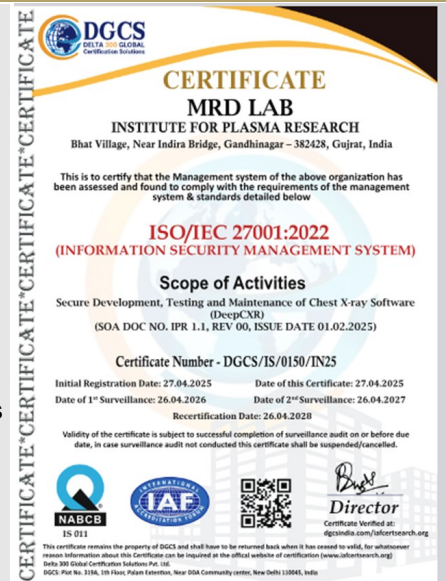 DGCS
DELTA 300 GLOBAL
Certification Solutions
CERTIFICATE
MRD LAB
INSTITUTE FOR PLASMA RESEARCH
Bhat Village, Near Indira Bridge, Gandhinagar – 382428, Gujrat, India
This is to certify that the Management system of the above organization has
been assessed and found to comply with the requirements of the management
system & standards detailed below
ISO/IEC 27001:2022
(INFORMATION SECURITY MANAGEMENT SYSTEM)
Scope of Activities
Secure Development, Testing and Maintenance of Chest X-ray Software
(DeepCXR)
(SOA DOC NO. IPR 1.1, REV 00, ISSUE DATE 01.02.2025)
Certificate Number - DGCS/IS/0150/IN25
Initial Registration Date: 27.04.2025 Date of this Certificate: 27.04.2025
Date of 1st Surveillance: 26.04.2026 Date of 2nd Surveillance: 26.04.2027
Recertification Date: 26.04.2028
Validity of the certificate is subject to successful completion of surveillance audit on or before due
date, in case surveillance audit not conducted this certificate shall be suspended/cancelled.
NABCB
IS 011
INTERNATIONAL
IAF
ACCREDITATION FORUM
Director
Certificate Verified at:
dgcsindia.com/iafcertsearch.org
This certificate remains the property of DGCS and shall have to be returned back when it has ceased to valid, for whatsoever
reason Information about this Certificate can be required at the offical website of certification (www.iafcertsearch.org)
Delta 300 Global Certification Solutions Pvt. Ltd.
DGCS: Plot No. 319A, 1th Floor, Palam Extention, Near DDA Community center, New Delhi 110045, India
CERTIFICATE*CERTIFICATE*CERTIFICATE*CERTIFICATE*CERTIFICATE
s